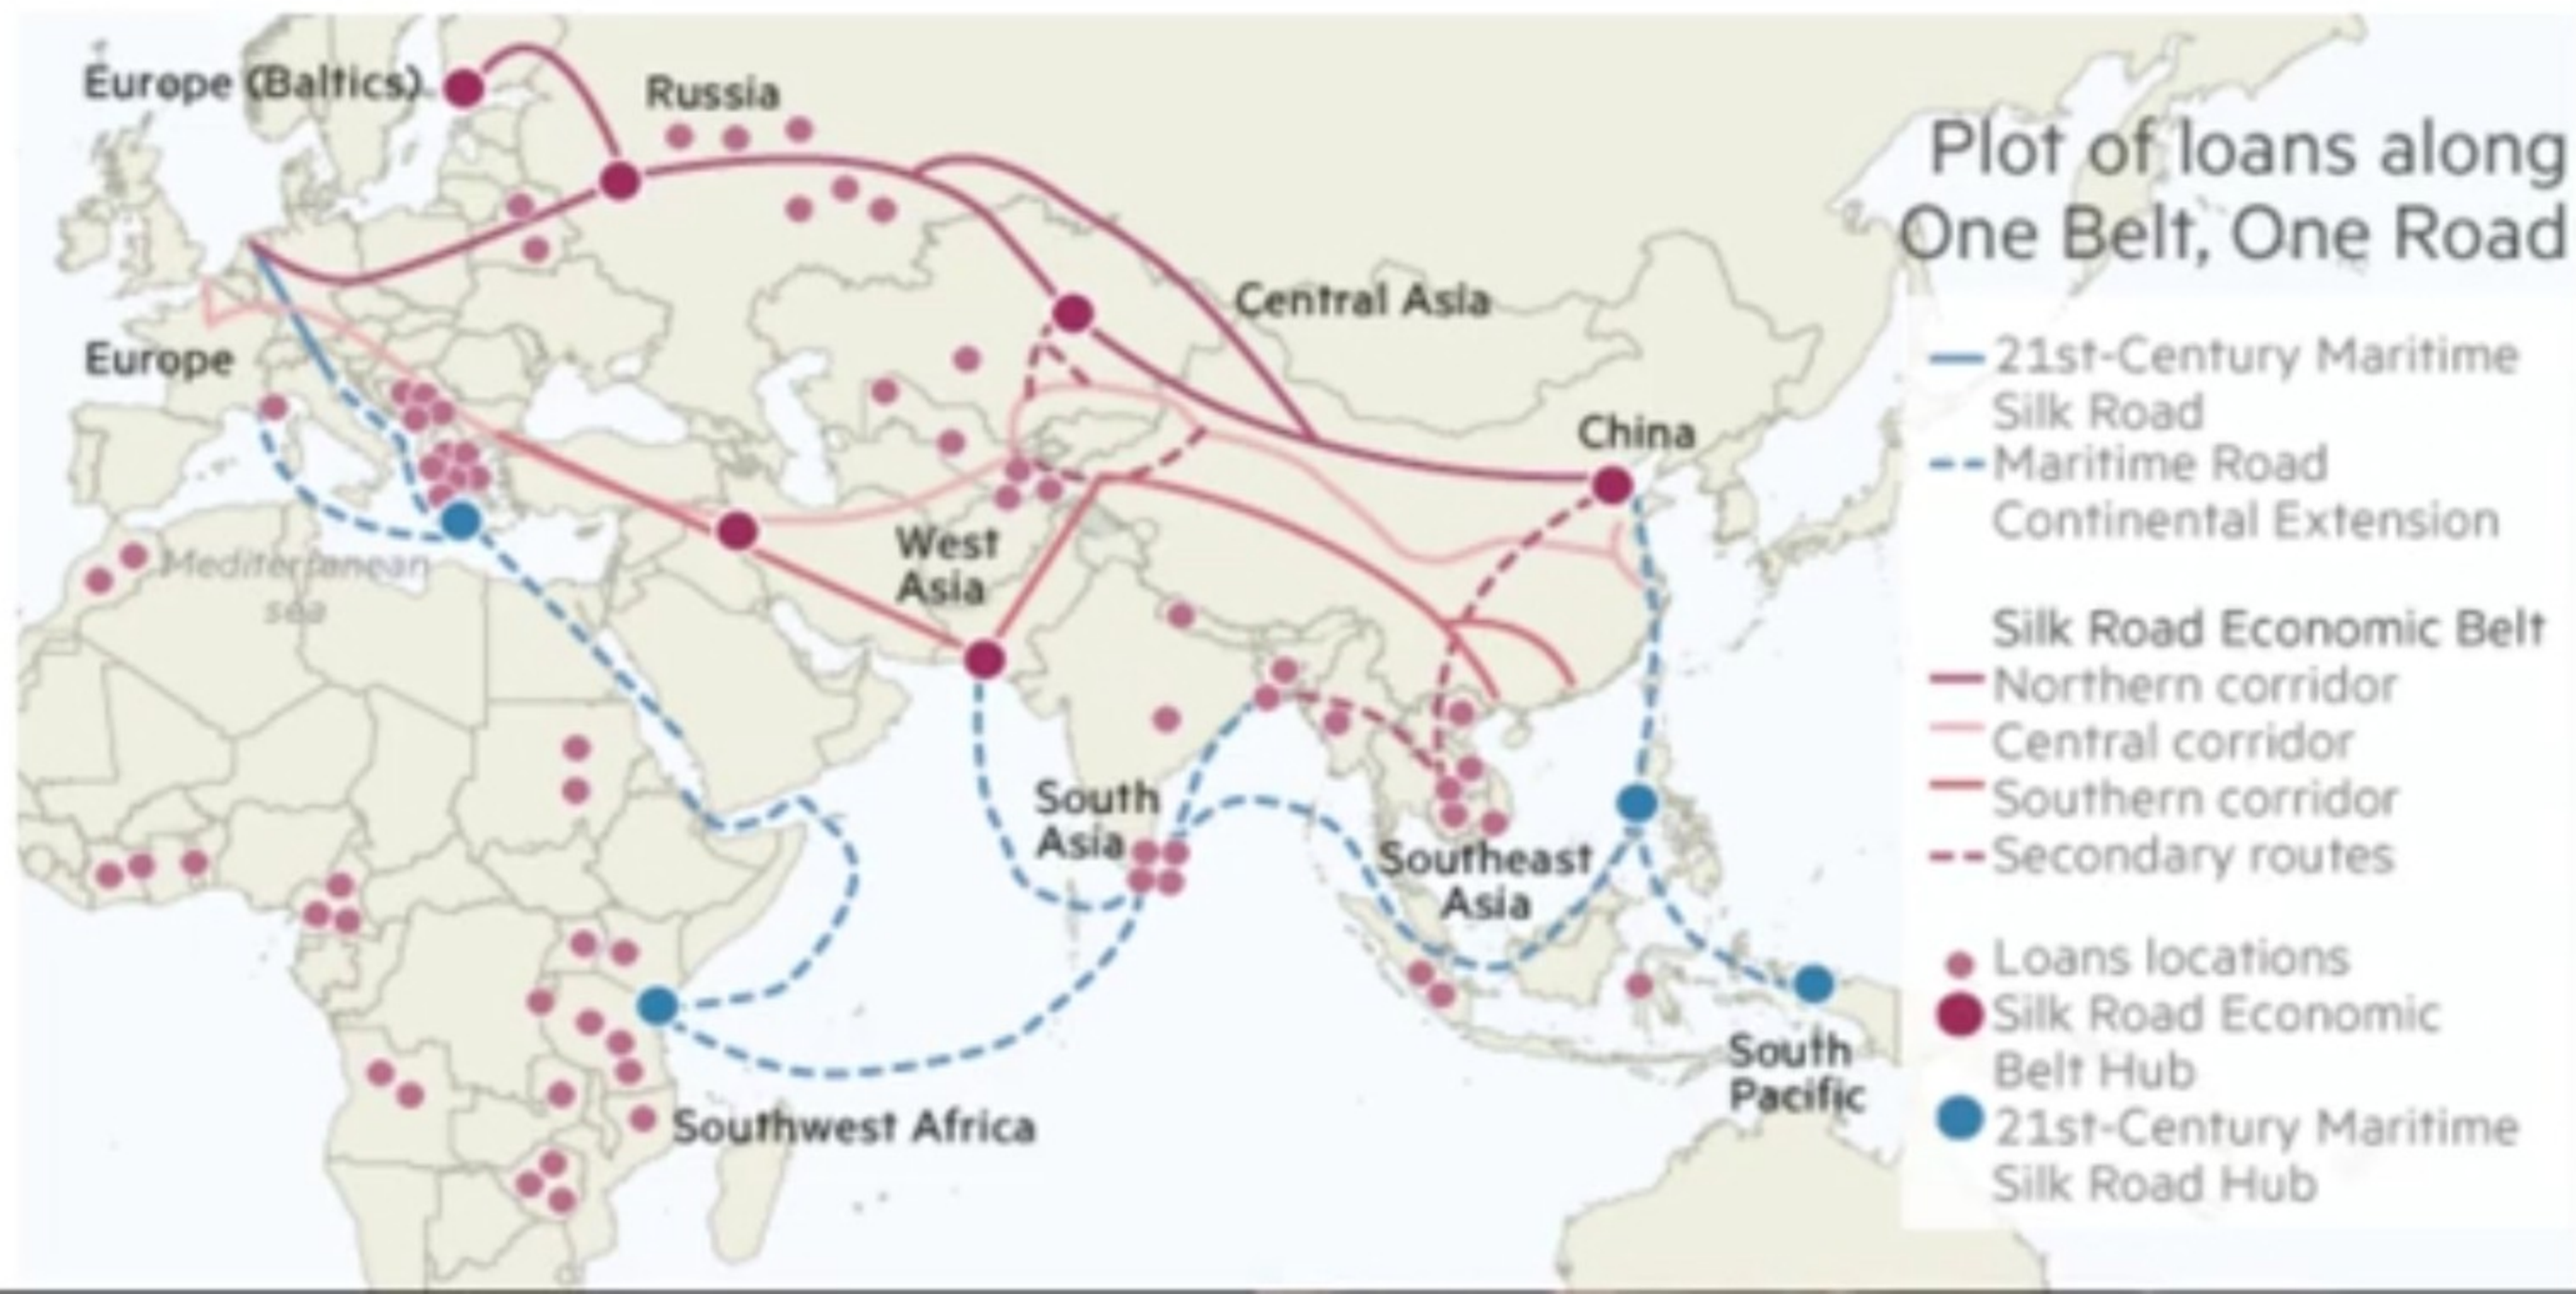 Europe (Baltics)
Russia
Plot of loans along
One Belt, One Road
Central Asia
Europe
China
21st-Century Maritime
Silk Road
Maritime Road
Continental Extension
West
Asia
Mediterranean
sea
Silk Road Economic Belt
Northern corridor
Central corridor
Southern corridor
Secondary routes
South
Asia
Southeast
Asia
Loans locations
Silk Road Economic
Belt Hub
21st-Century Maritime
Silk Road Hub
South
Pacific
Southwest Africa